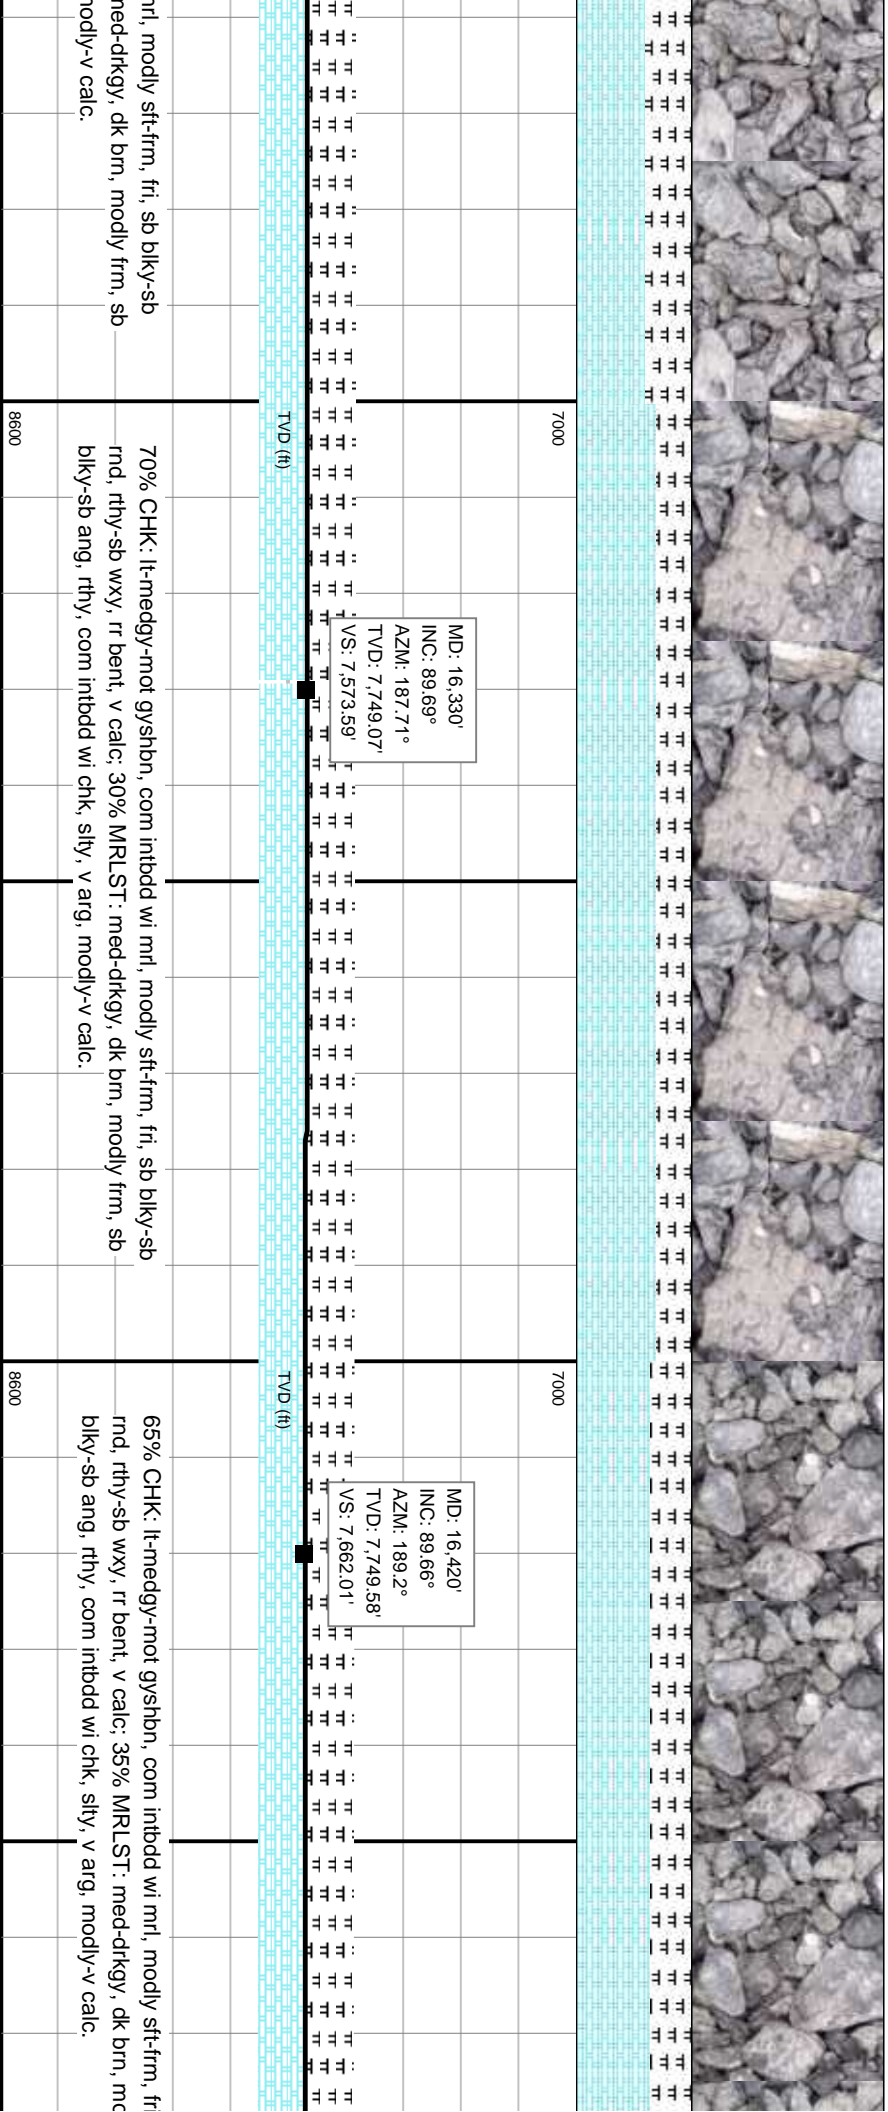 nrl, modly sft-frm, fri, sb blky-sb
ned-drkgy, dk brn, modly frm, sb
nodly-v calc.
7000
TVD (ft)
8600
MD: 16,330'
INC: 89.69°
AZM: 187.71°
TVD: 7,749.07'
VS: 7,573.59'
70% CHK: lt-medgy-mot gyshbn, com intbdd wi mrl, modly sft-frm, fri, sb blky-sb
rnd, rthy-sb wxy, rr bent, v calc; 30% MRLST: med-drkgy, dk brn, modly frm, sb
blky-sb ang, rthy, com intbdd wi chk, slty, v arg, modly-v calc.
7000
TVD (ft)
8600
MD: 16,420'
INC: 89.66°
AZM: 189.2°
TVD: 7,749.58'
VS: 7,662.01'
65% CHK: lt-medgy-mot gyshbn, com intbdd wi mrl, modly sft-frm, fri
rnd, rthy-sb wxy, rr bent, v calc; 35% MRLST: med-drkgy, dk brn, mo
blky-sb ang, rthy, com intbdd wi chk, slty, v arg, modly-v calc.